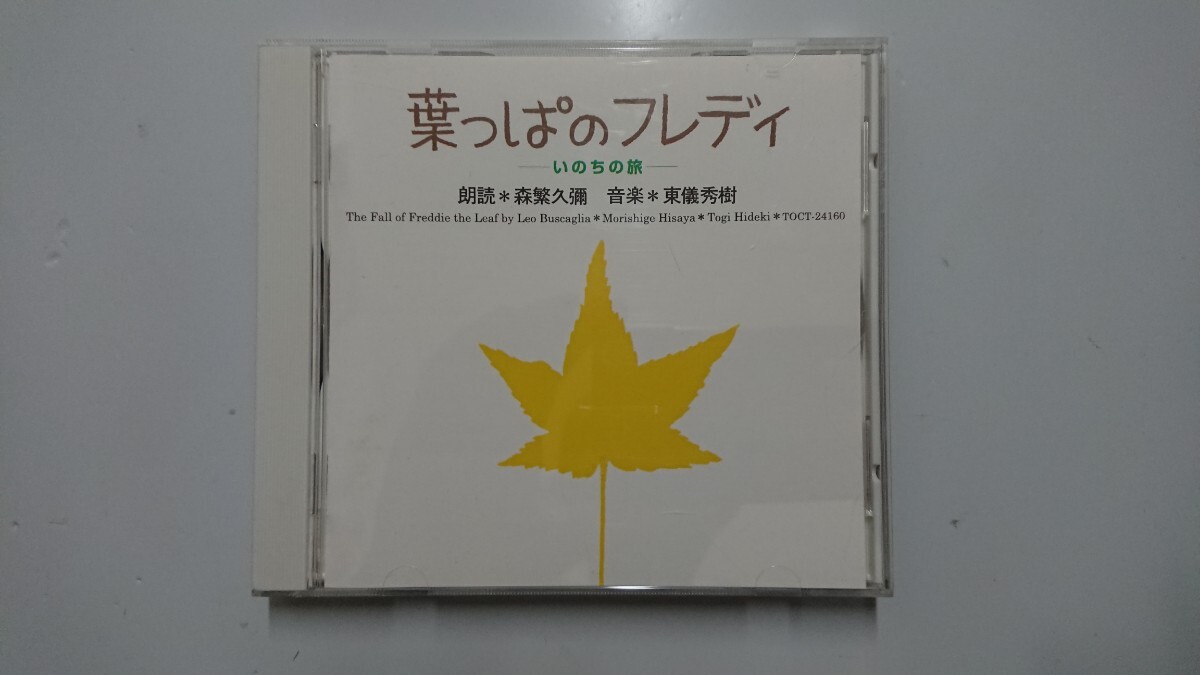 葉っぱのフレディ
いのちの旅
朗読＊森繁久彌　音楽＊東儀秀樹
The Fall of Freddie the Leaf by Leo Buscaglia＊Morishige Hisaya＊Togi Hideki＊TOCT-24160